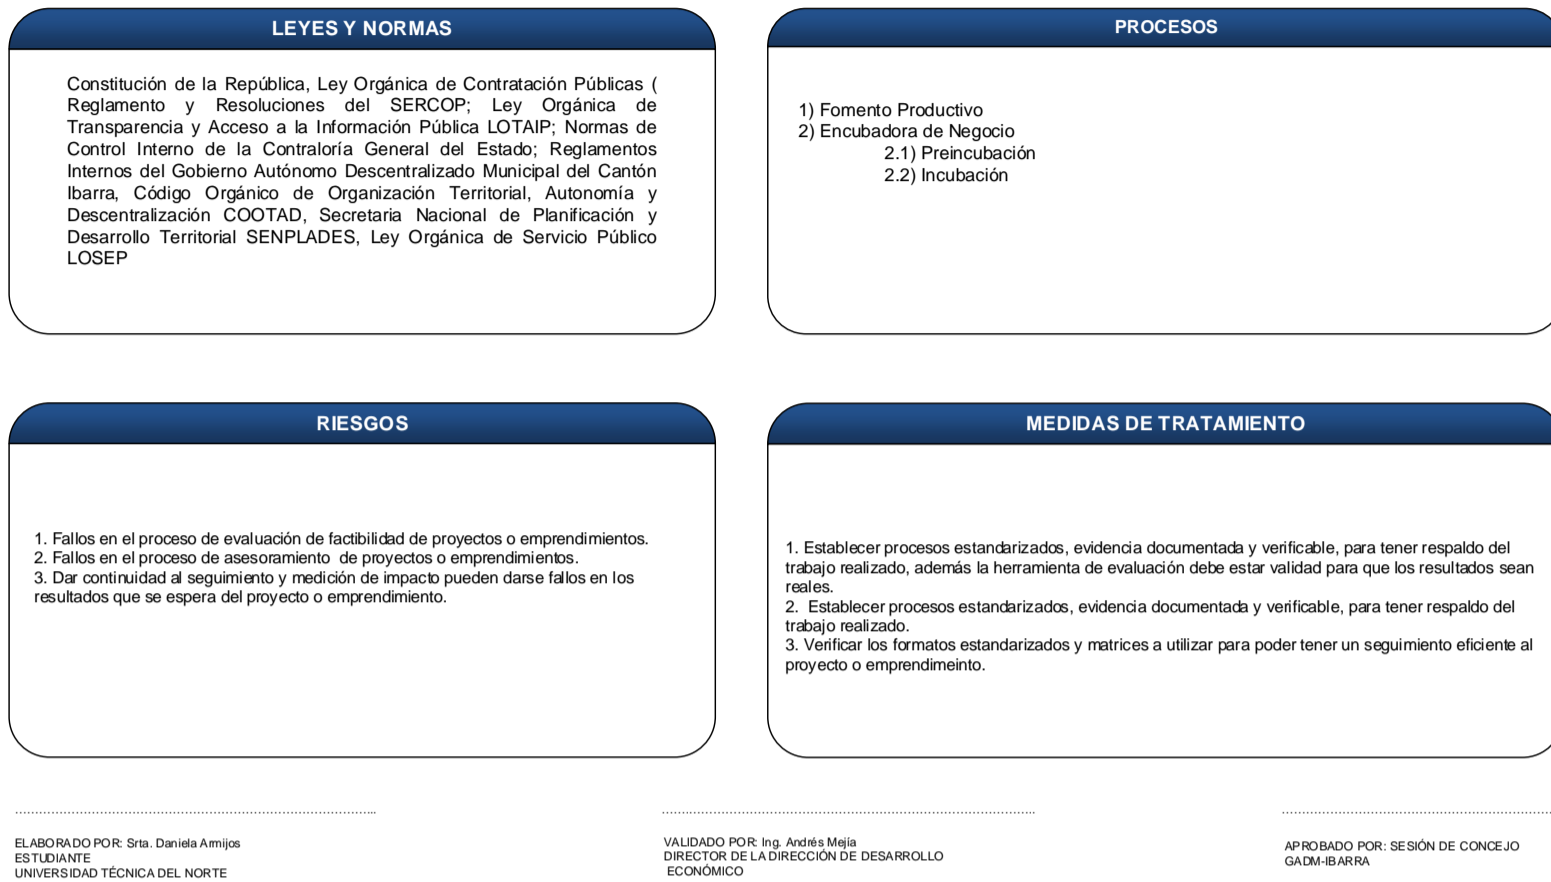 LEYES Y NORMAS
Constitución de la República, Ley Orgánica de Contratación Públicas (
Reglamento y Resoluciones del SERCOP; Ley Orgánica de
Transparencia y Acceso a la Información Pública LOTAIP; Normas de
Control Interno de la Contraloría General del Estado; Reglamentos
Internos del Gobierno Autónomo Descentralizado Municipal del Cantón
Ibarra, Código Orgánico de Organización Territorial, Autonomía y
Descentralización COOTAD, Secretaria Nacional de Planificación y
Desarrollo Territorial SENPLADES, Ley Orgánica de Servicio Público
LOSEP
PROCESOS
1) Fomento Productivo
2) Encubadora de Negocio
2.1) Preincubación
2.2) Incubación
RIESGOS
1. Fallos en el proceso de evaluación de factibilidad de proyectos o emprendimientos.
2. Fallos en el proceso de asesoramiento de proyectos o emprendimientos.
3. Dar continuidad al seguimiento y medición de impacto pueden darse fallos en los
resultados que se espera del proyecto o emprendimiento.
MEDIDAS DE TRATAMIENTO
1. Establecer procesos estandarizados, evidencia documentada y verificable, para tener respaldo del
trabajo realizado, además la herramienta de evaluación debe estar validad para que los resultados sean
reales.
2. Establecer procesos estandarizados, evidencia documentada y verificable, para tener respaldo del
trabajo realizado.
3. Verificar los formatos estandarizados y matrices a utilizar para poder tener un seguimiento eficiente al
proyecto o emprendimeinto.
ELABORADO POR: Srta. Daniela Armijos
ESTUDIANTE
UNIVERSIDAD TÉCNICA DEL NORTE
VALIDADO POR: Ing. Andrés Mejía
DIRECTOR DE LA DIRECCIÓN DE DESARROLLO
ECONÓMICO
APROBADO POR: SESIÓN DE CONCEJO
GADM-IBARRA